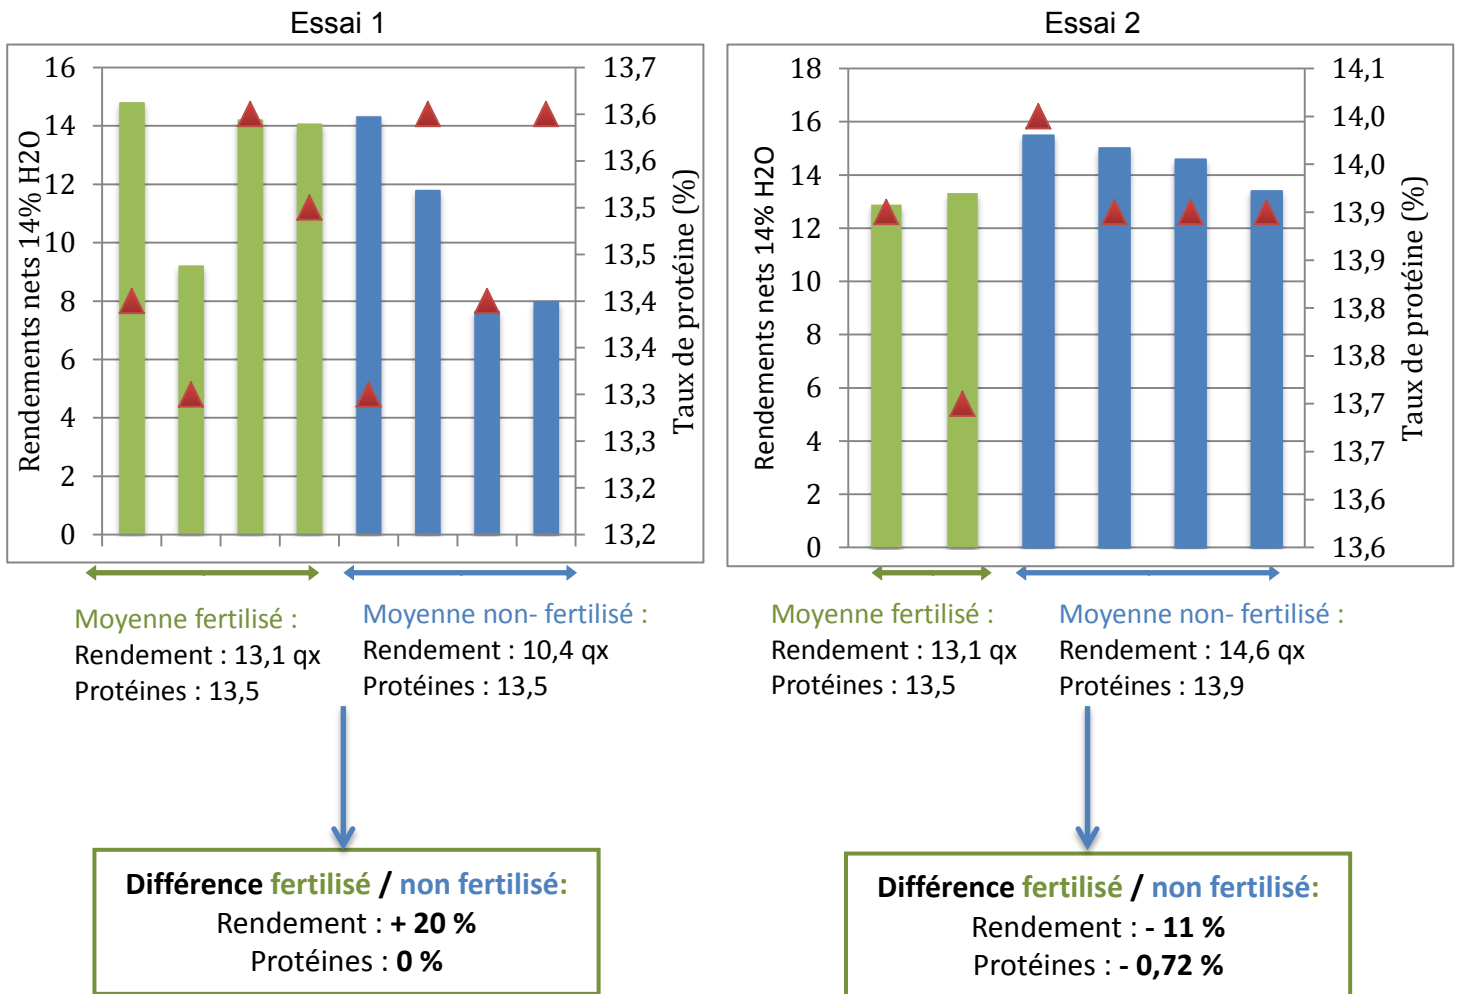 Essai 1
Rendements nets 14% H2O
16
14
12
10
8
6
4
2
0
13,7
13,6
13,6
13,5
13,5
13,4
13,4
13,3
13,3
13,2
13,2
Taux de protéine (%)
Moyenne fertilisé :
Rendement : 13,1 qx
Protéines : 13,5
Moyenne non- fertilisé :
Rendement : 10,4 qx
Protéines : 13,5
Différence fertilisé / non fertilisé:
Rendement : + 20 %
Protéines : 0 %
Essai 2
Rendements nets 14% H2O
18
16
14
12
10
8
6
4
2
0
14,1
14,0
14,0
13,9
13,9
13,8
13,8
13,7
13,7
13,6
13,6
Taux de protéine (%)
Moyenne fertilisé :
Rendement : 13,1 qx
Protéines : 13,5
Moyenne non- fertilisé :
Rendement : 14,6 qx
Protéines : 13,9
Différence fertilisé / non fertilisé:
Rendement : - 11 %
Protéines : - 0,72 %